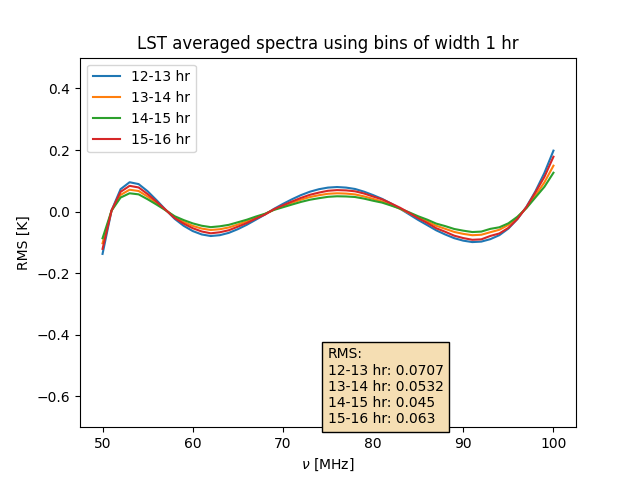 LST averaged spectra using bins of width 1 hr
12-13 hr
13-14 hr
14-15 hr
15-16 hr
0.4
0.2
0.0
−0.2
−0.4
−0.6
RMS [K]
RMS:
12-13 hr: 0.0707
13-14 hr: 0.0532
14-15 hr: 0.045
15-16 hr: 0.063
50 60 70 80 90 100
ν [MHz]